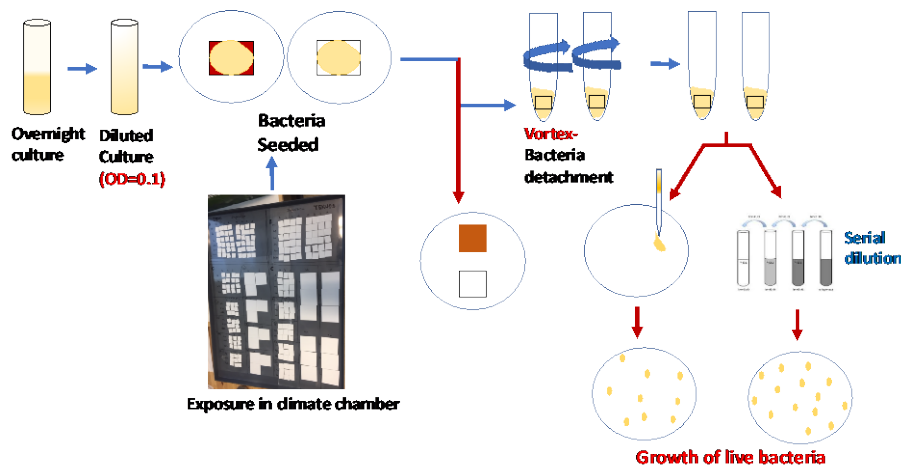 Overnight
culture
Diluted
Culture
(OD=0.1)
Bacteria
Seeded
Exposure in climate chamber
Vortex-
Bacteria
detachment
Serial
dilution
Growth of live bacteria